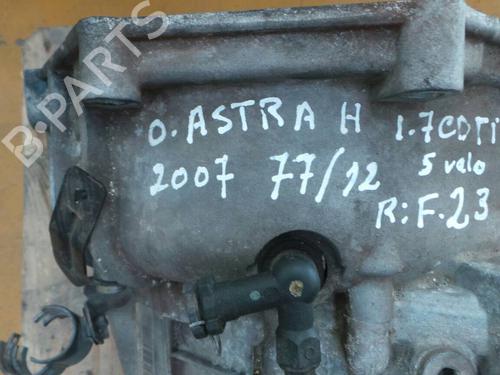 B-PARTS
O.ASTRA H 1.7CDTi
2007 77/12 5 velo
R:F.23